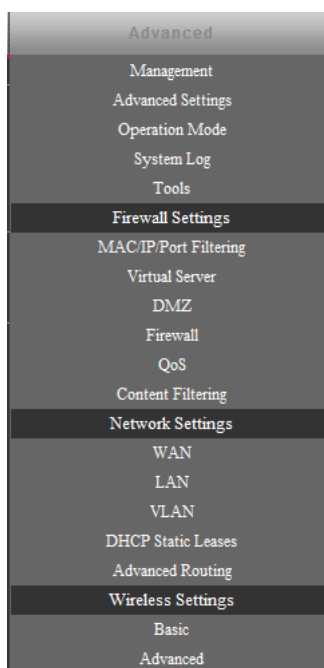 Advanced
Management
Advanced Settings
Operation Mode
System Log
Tools
Firewall Settings
MAC/IP/Port Filtering
Virtual Server
DMZ
Firewall
QoS
Content Filtering
Network Settings
WAN
LAN
VLAN
DHCP Static Leases
Advanced Routing
Wireless Settings
Basic
Advanced